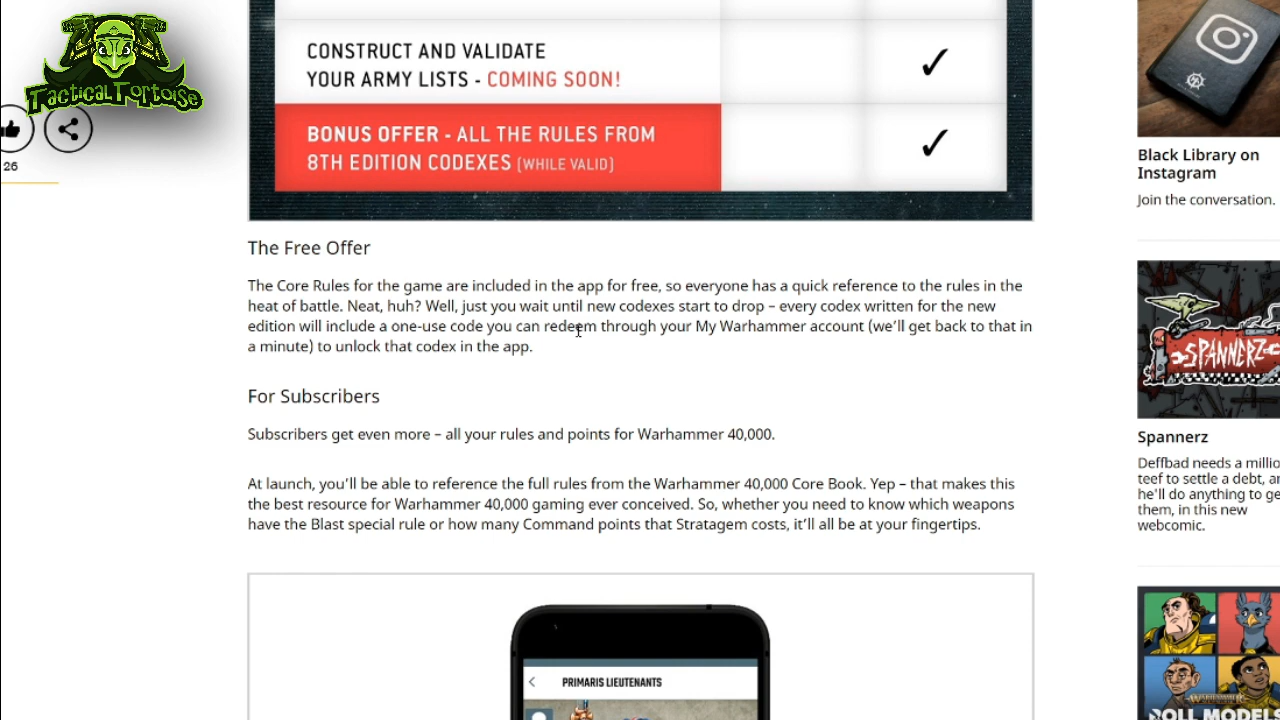 TacticalTortoise
26
CONSTRUCT AND VALIDATE
YOUR ARMY LISTS - COMING SOON!
BONUS OFFER - ALL THE RULES FROM
8TH EDITION CODEXES (WHILE VALID)
The Free Offer
The Core Rules for the game are included in the app for free, so everyone has a quick reference to the rules in the
heat of battle. Neat, huh? Well, just you wait until new codexes start to drop – every codex written for the new
edition will include a one-use code you can redeem through your My Warhammer account (we'll get back to that in
a minute) to unlock that codex in the app.
For Subscribers
Subscribers get even more – all your rules and points for Warhammer 40,000.
At launch, you'll be able to reference the full rules from the Warhammer 40,000 Core Book. Yep – that makes this
the best resource for Warhammer 40,000 gaming ever conceived. So, whether you need to know which weapons
have the Blast special rule or how many Command points that Stratagem costs, it'll all be at your fingertips.
PRIMARIS LIEUTENANTS
Black Library on
Instagram
Join the conversation.
SPANNERZ
Spannerz
Deffbad needs a millio
teef to settle a debt, an
he'll do anything to ge
them, in this new
webcomic.
WARHAMMER
ROLL MODELS